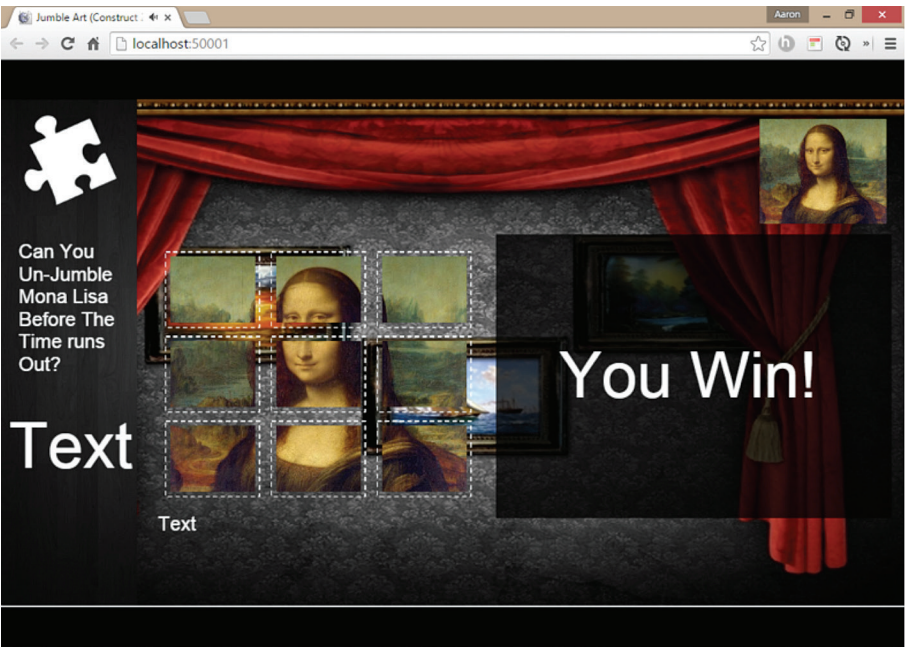 Jumble Art (Construct
Aaron
localhost:50001
Can You
Un-Jumble
Mona Lisa
Before The
Time runs
Out?
You Win!
Text
Text